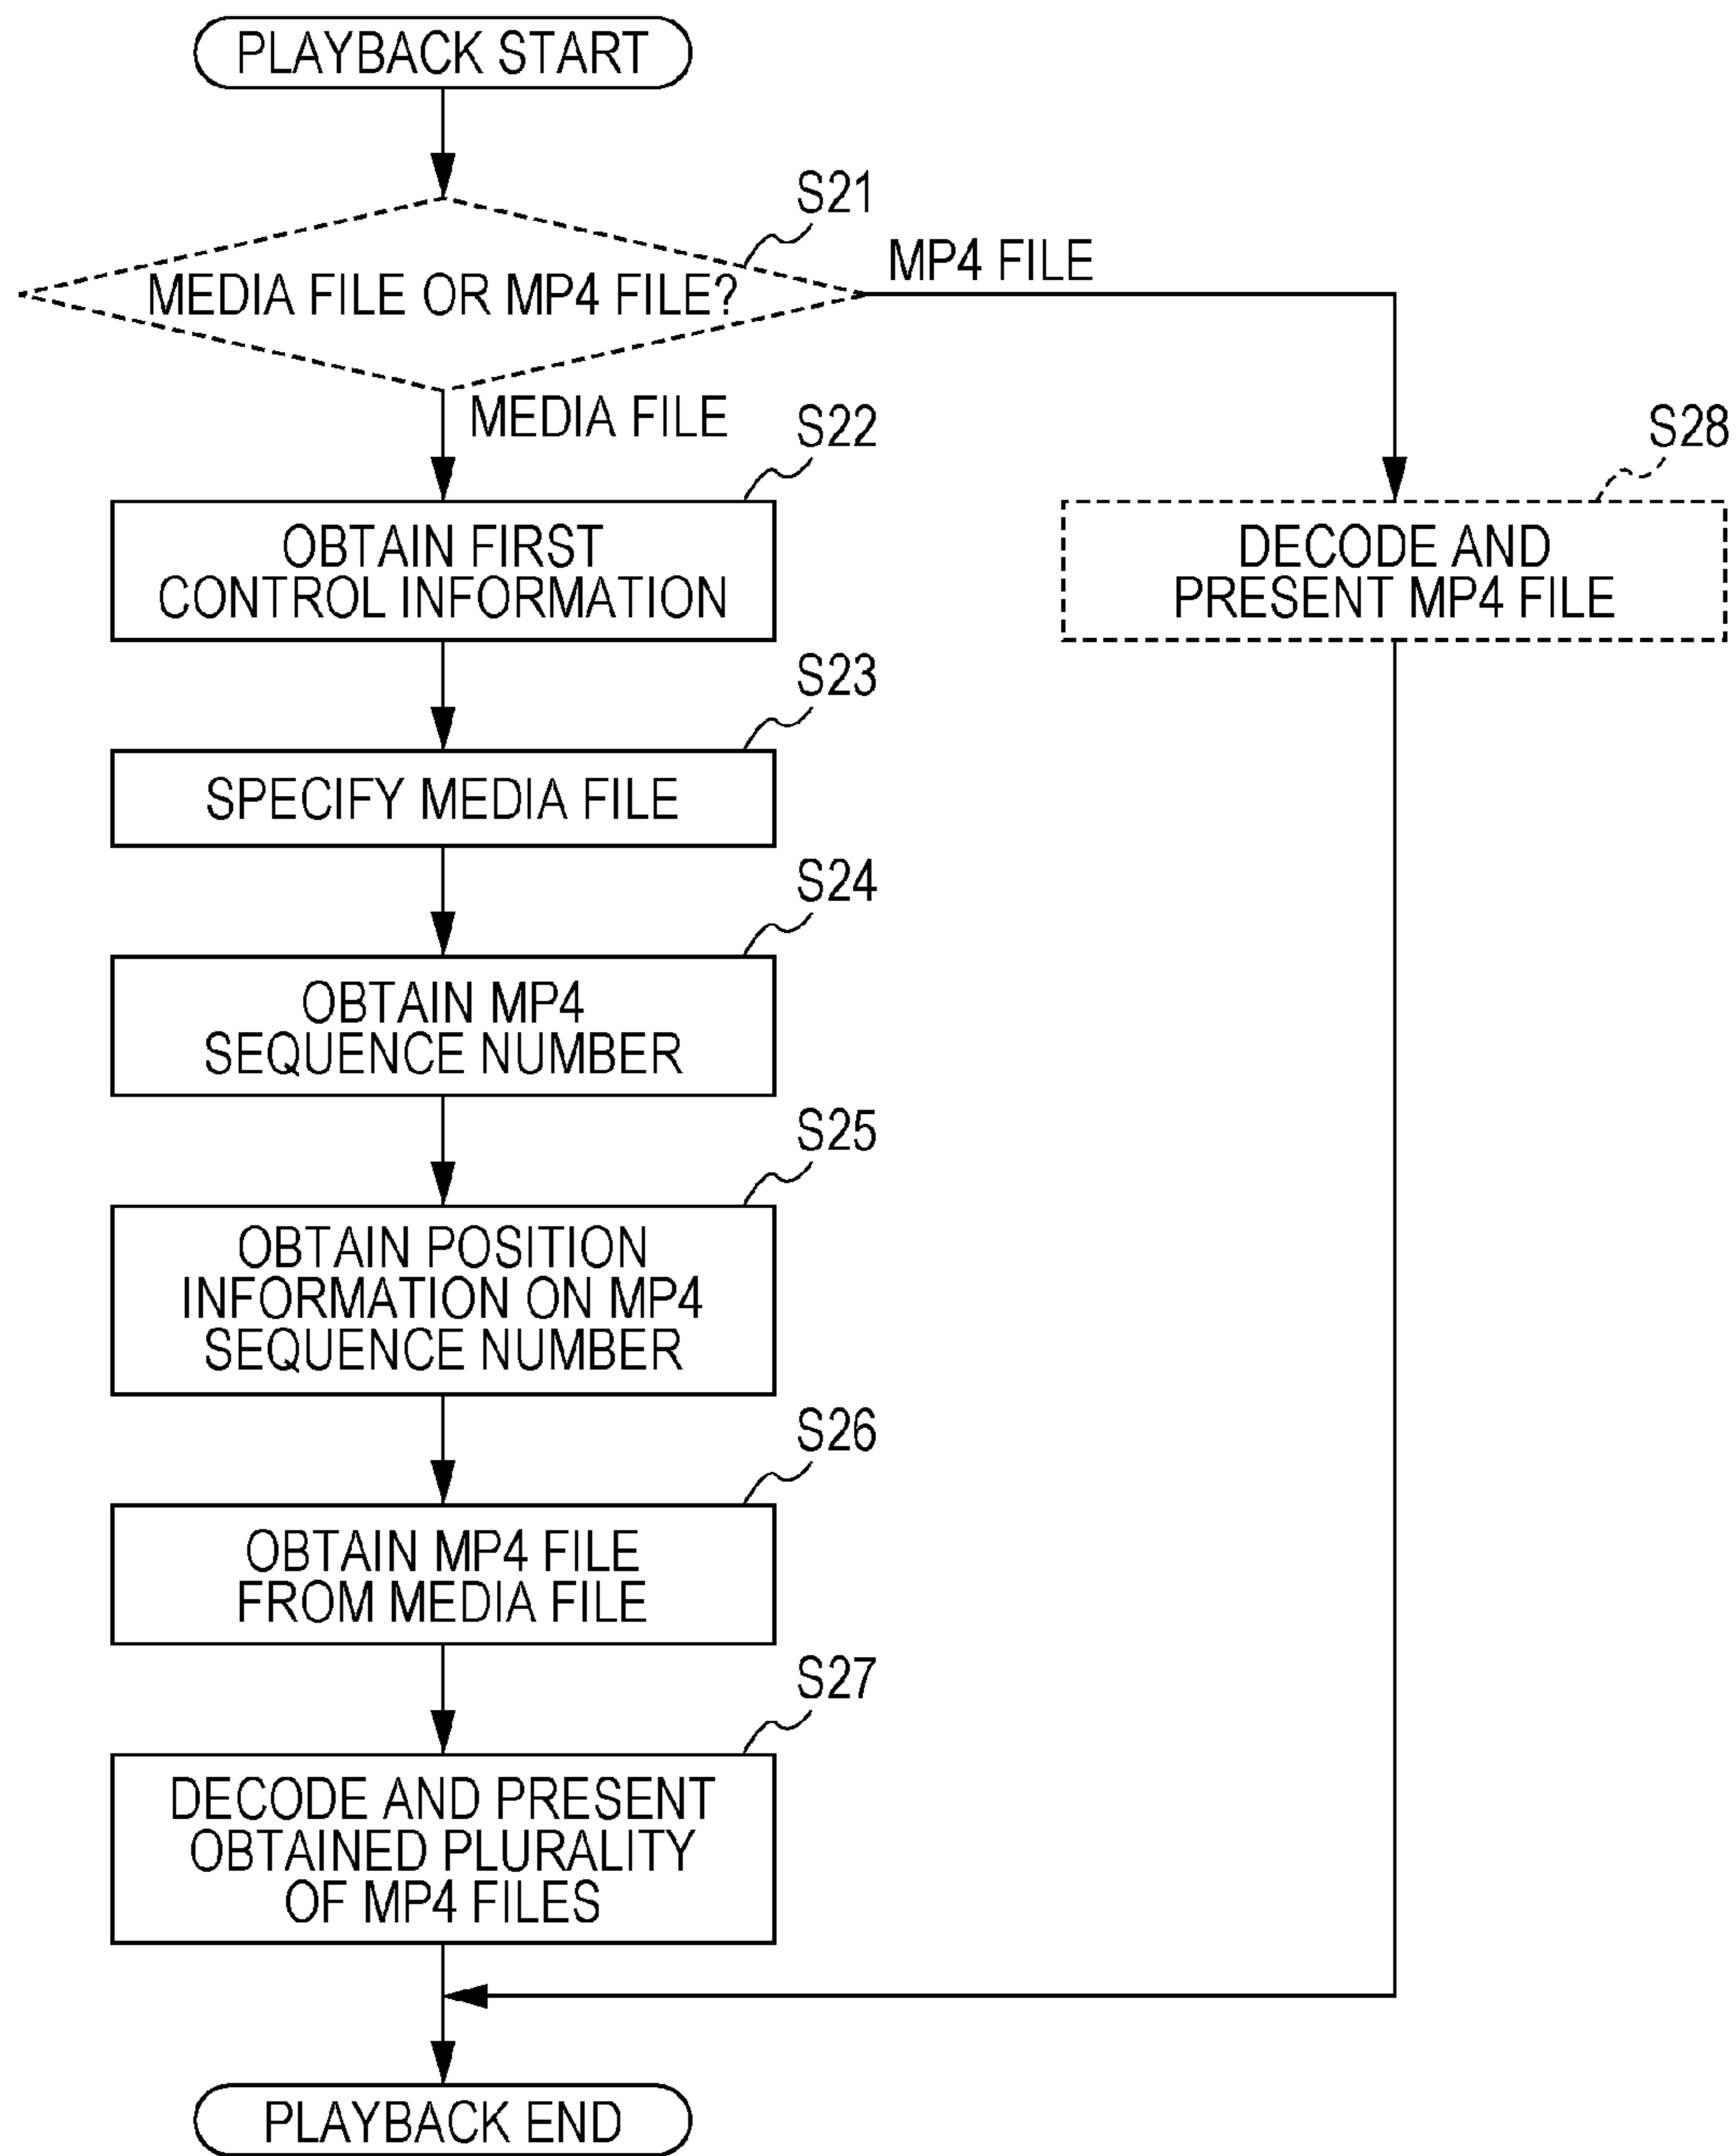 PLAYBACK START
S21
MEDIA FILE OR MP4 FILE?
MP4 FILE
MEDIA FILE
S22
OBTAIN FIRST
CONTROL INFORMATION
S28
DECODE AND
PRESENT MP4 FILE
S23
SPECIFY MEDIA FILE
S24
OBTAIN MP4
SEQUENCE NUMBER
S25
OBTAIN POSITION
INFORMATION ON MP4
SEQUENCE NUMBER
S26
OBTAIN MP4 FILE
FROM MEDIA FILE
S27
DECODE AND PRESENT
OBTAINED PLURALITY
OF MP4 FILES
PLAYBACK END